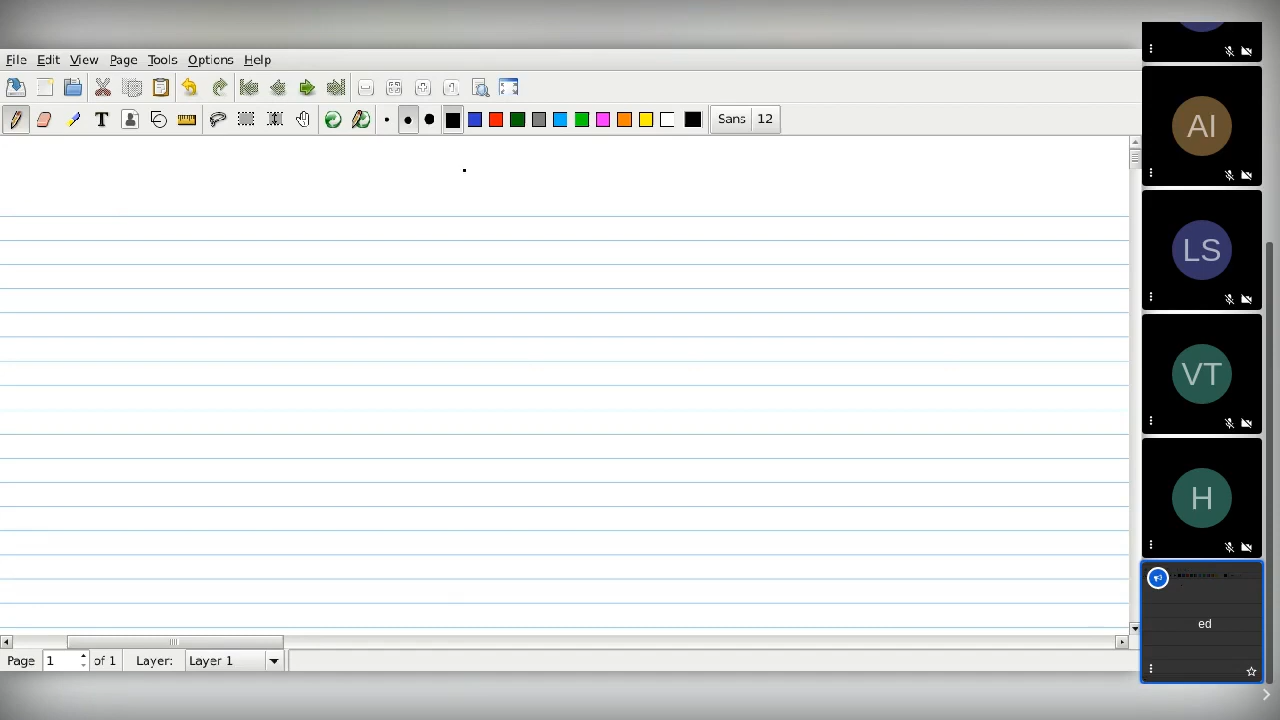 File Edit View Page Tools Options Help
Sans 12
AI
LS
VT
H
ed
Page 1 of 1 Layer: Layer 1